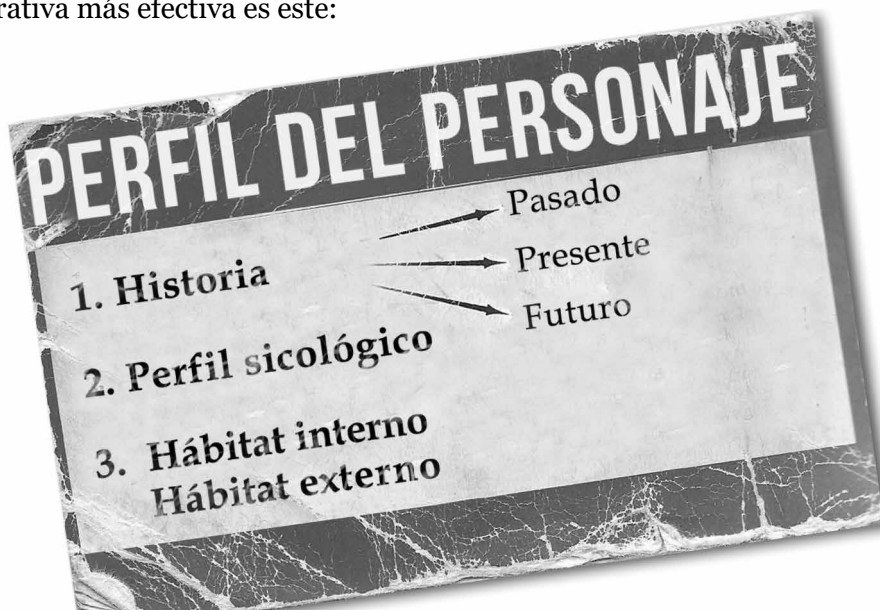 rativa más efectiva es este:
PERFIL DEL PERSONAJE
1. Historia
Pasado
Presente
Futuro
2. Perfil sicológico
3. Hábitat interno
Hábitat externo